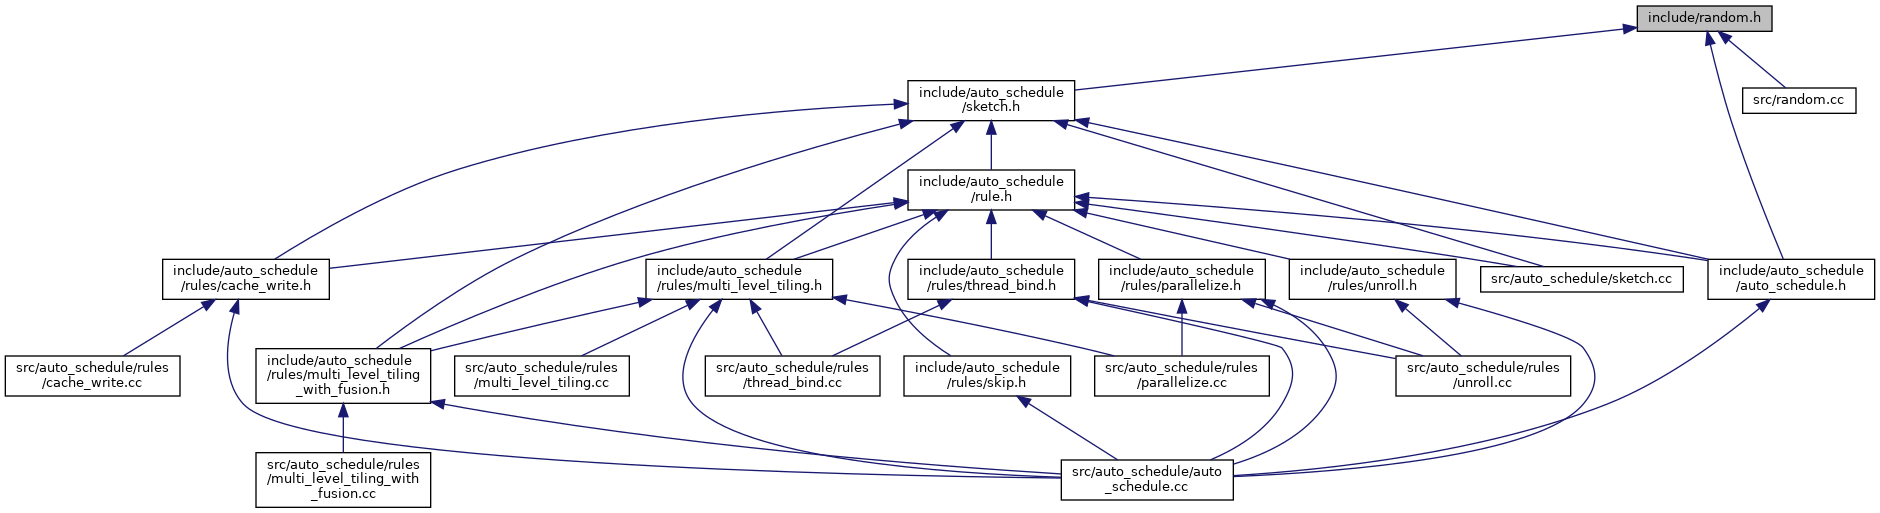 include/random.h
include/auto_schedule
/sketch.h
src/random.cc
include/auto_schedule
/rule.h
include/auto_schedule
/rules/cache_write.h
include/auto_schedule
/rules/multi_level_tiling.h
include/auto_schedule
/rules/thread_bind.h
include/auto_schedule
/rules/parallelize.h
include/auto_schedule
/rules/unroll.h
src/auto_schedule/sketch.cc
include/auto_schedule
/auto_schedule.h
src/auto_schedule/rules
/cache_write.cc
include/auto_schedule
/rules/multi_level_tiling
_with_fusion.h
src/auto_schedule/rules
/multi_level_tiling.cc
src/auto_schedule/rules
/thread_bind.cc
include/auto_schedule
/rules/skip.h
src/auto_schedule/rules
/parallelize.cc
src/auto_schedule/rules
/unroll.cc
src/auto_schedule/rules
/multi_level_tiling_with
_fusion.cc
src/auto_schedule/auto
_schedule.cc